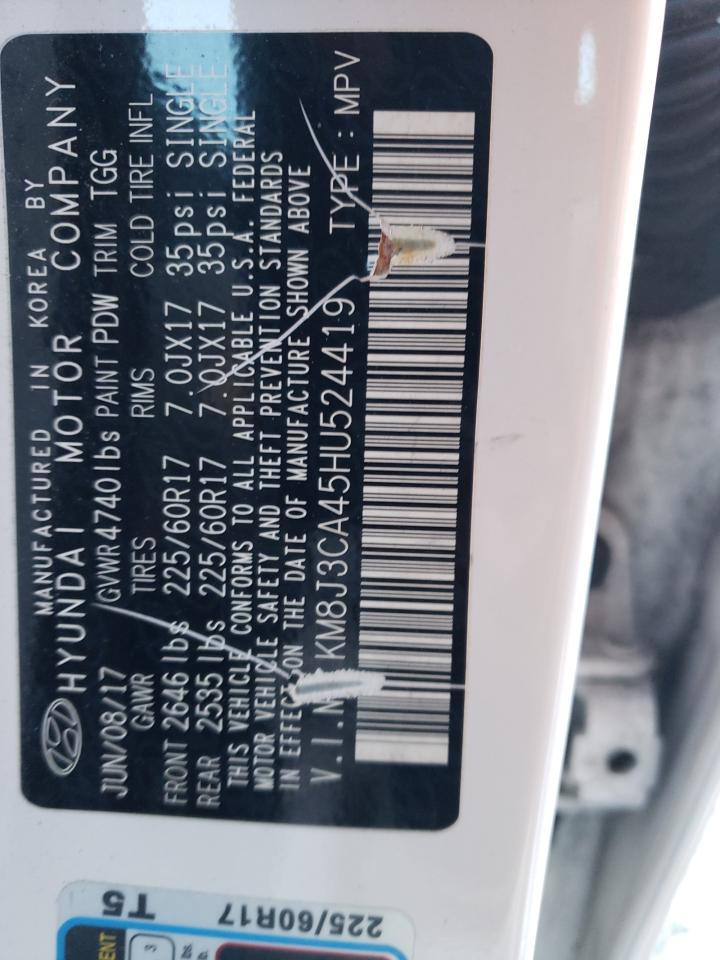 MANUFACTURED IN KOREA BY
HYUNDAI MOTOR COMPANY
JUN/08/17 GVWR 4740lbs PAINT PDW TRIM TGG
GAWR TIRES RIMS COLD TIRE INFL
FRONT 2646 lbs 225/60R17 7.0JX17 35psi SINGLE
REAR 2535 lbs 225/60R17 7.0JX17 35psi SINGLE
THIS VEHICLE CONFORMS TO ALL APPLICABLE U.S.A. FEDERAL
MOTOR VEHICLE SAFETY AND THEFT PREVENTION STANDARDS
IN EFFECT ON THE DATE OF MANUFACTURE SHOWN ABOVE
V.I.N KM8J3CA45HU524419 TYPE : MPV
225/60R17 T5
3